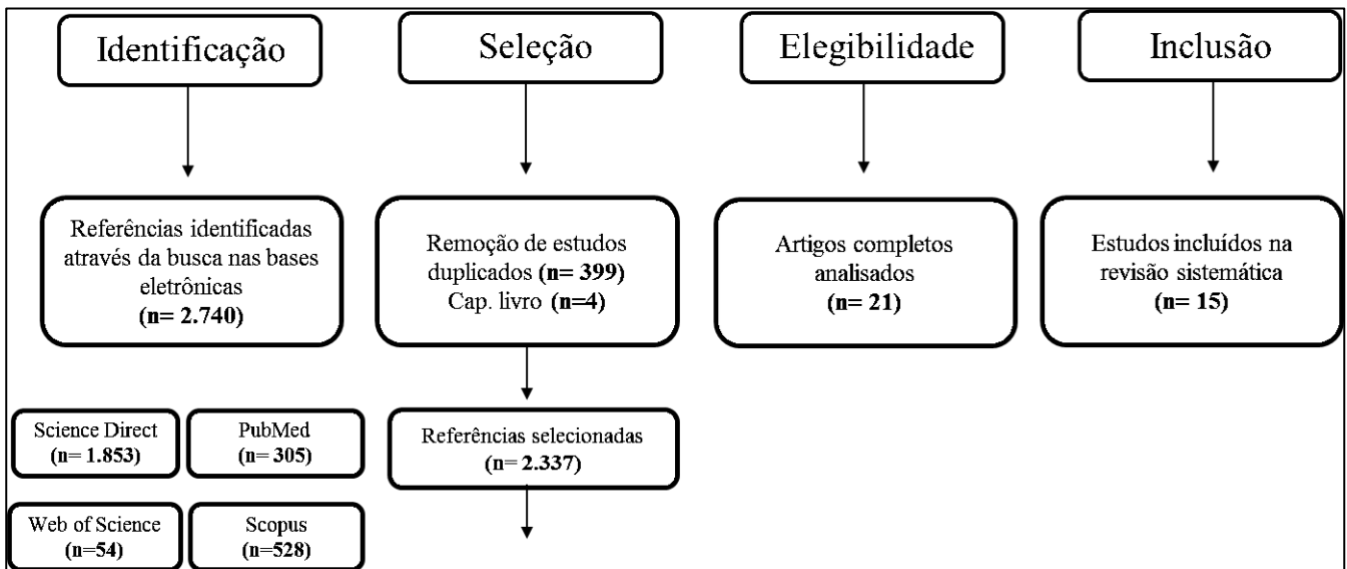 Identificação
Referências identificadas
através da busca nas bases
eletrônicas
(n= 2.740)
Science Direct
(n= 1.853)
PubMed
(n= 305)
Web of Science
(n=54)
Scopus
(n=528)
Seleção
Remoção de estudos
duplicados (n= 399)
Cap. livro (n=4)
Referências selecionadas
(n= 2.337)
Elegibilidade
Artigos completos
analisados
(n= 21)
Inclusão
Estudos incluídos na
revisão sistemática
(n= 15)